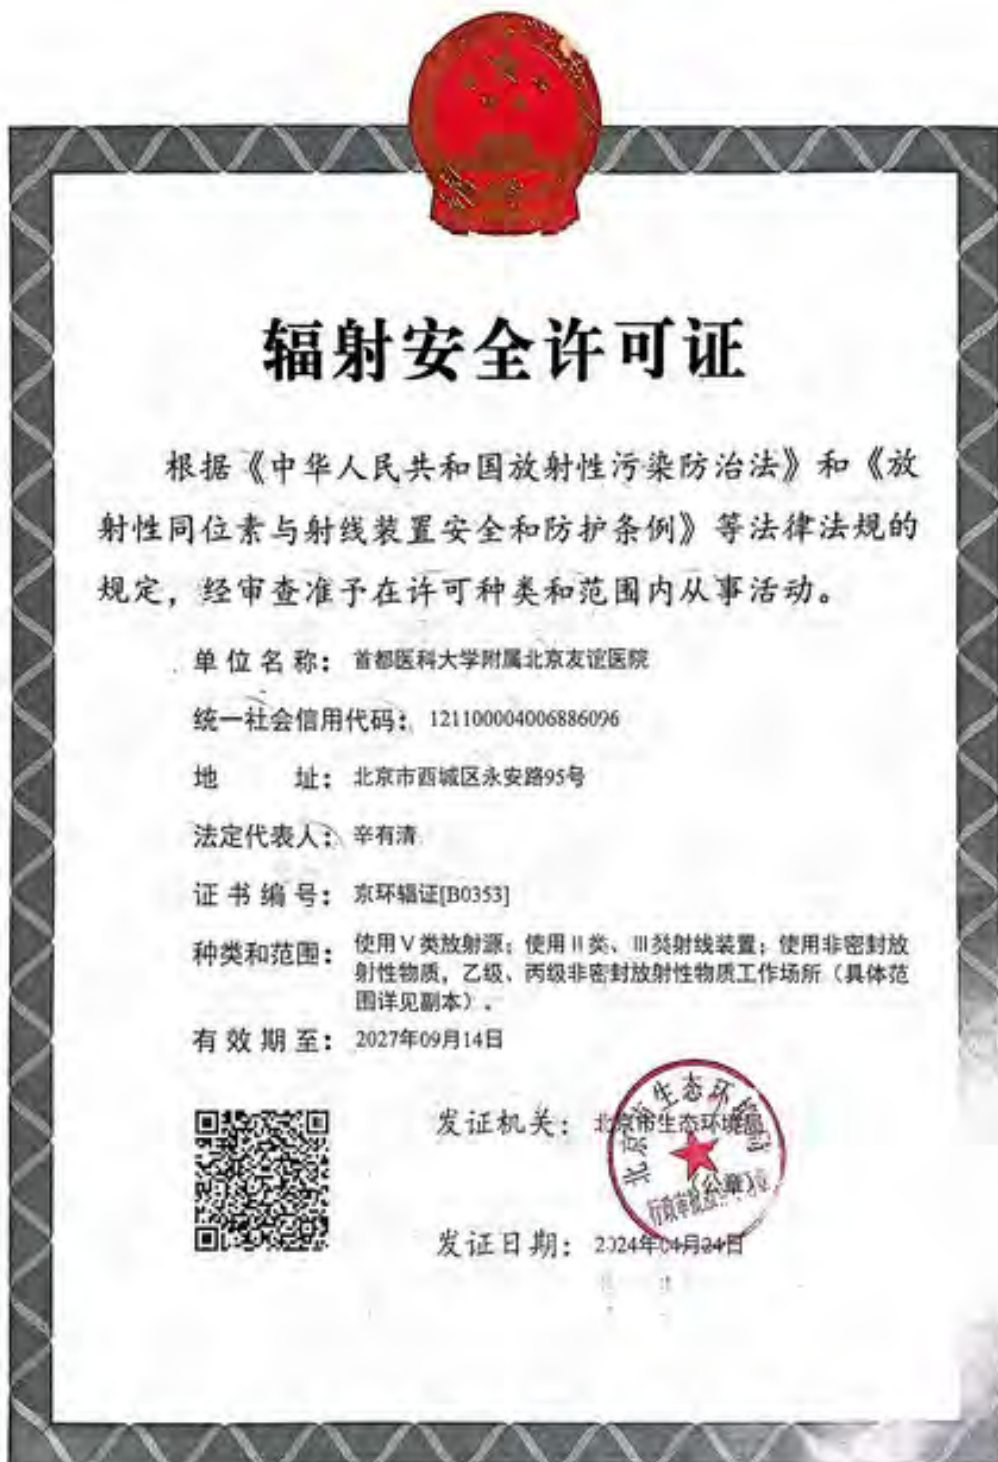 辐射安全许可证
根据《中华人民共和国放射性污染防治法》和《放
射性同位素与射线装置安全和防护条例》等法律法规的
规定，经审查准予在许可种类和范围内从事活动。
单位名称：首都医科大学附属北京友谊医院
统一社会信用代码：121100004006886096
地址：北京市西城区永安路95号
法定代表人：辛有清
证书编号：京环辐证[B0353]
种类和范围：使用Ⅴ类放射源；使用Ⅱ类、Ⅲ类射线装置；使用非密封放
射性物质，乙级、丙级非密封放射性物质工作场所（具体范
围详见副本）。
有效期至：2027年09月14日
发证机关：北京市生态环境局
（公章）
发证日期：2024年04月24日
北京市生态环境局